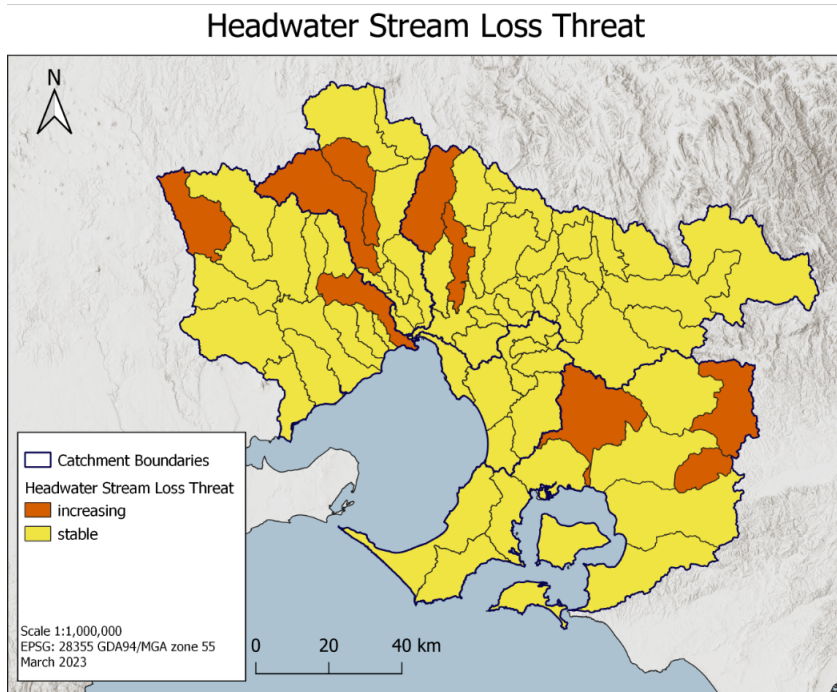 Headwater Stream Loss Threat
N
Catchment Boundaries
Headwater Stream Loss Threat
increasing
stable
Scale 1:1,000,000
EPSG: 28355 GDA94/MGA zone 55
March 2023
0 20 40 km